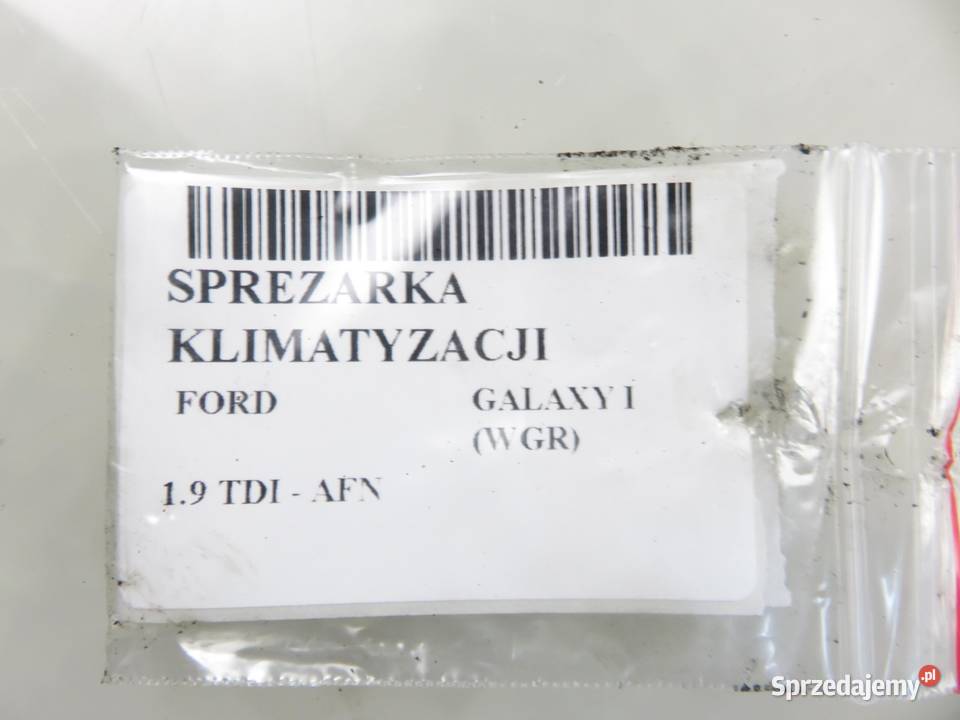 SPREZARKA
KLIMATYZACJI
FORD GALAXY I
(WGR)
1.9 TDI - AFN
Sprzedajemy.pl